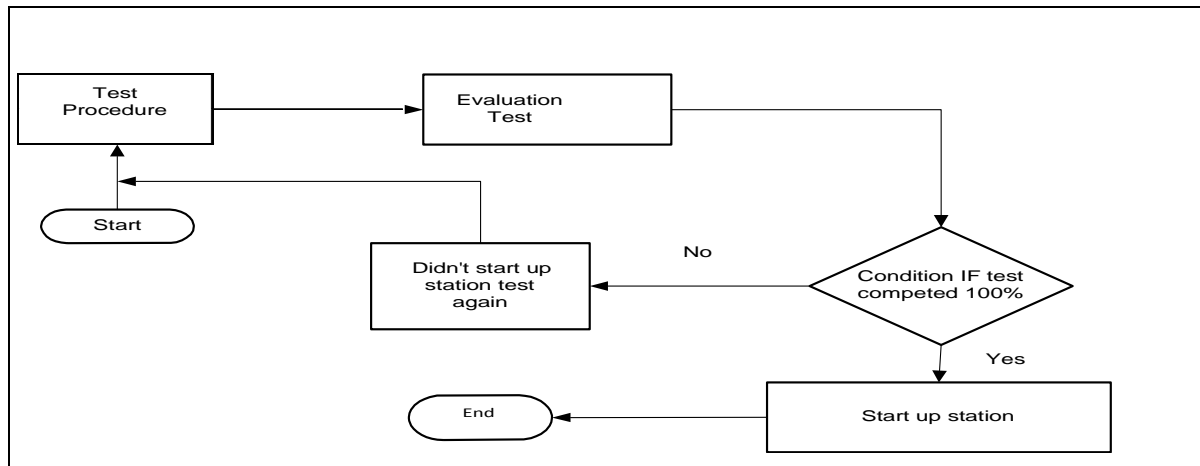 Test
Procedure
Evaluation
Test
Start
Didn't start up
station test
again
No
Condition IF test
competed 100%
Yes
End
Start up station